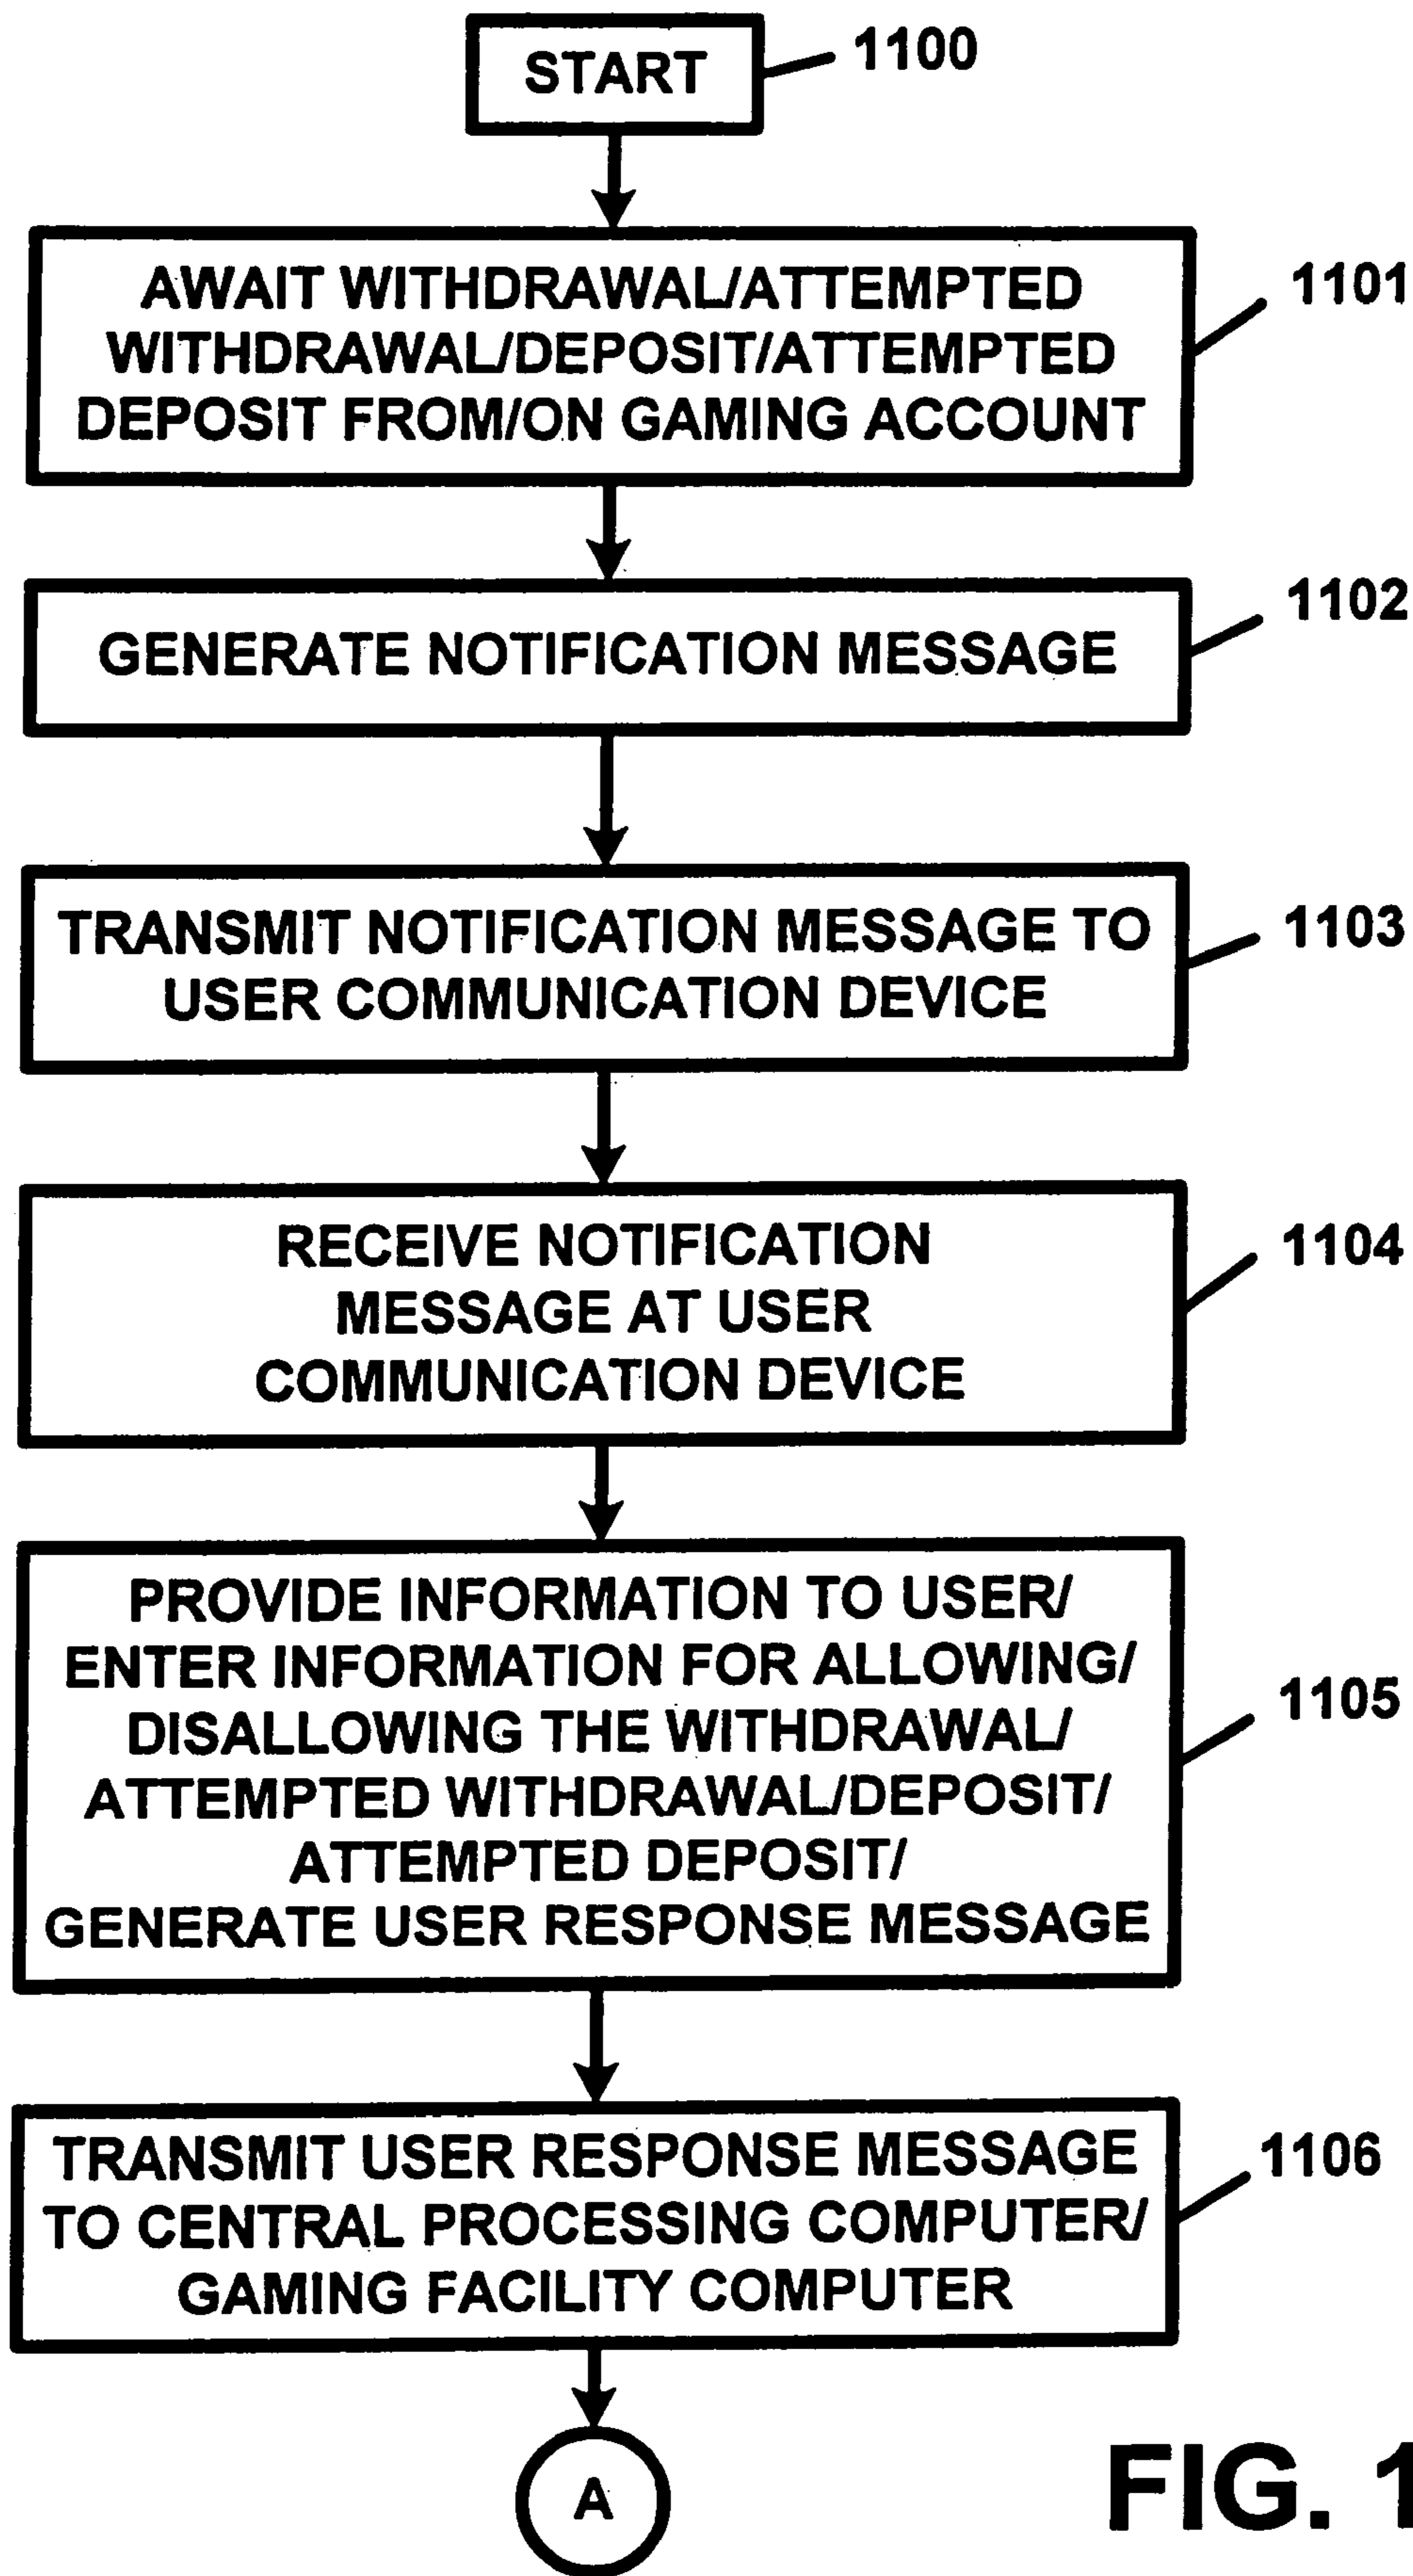 START
1100
AWAIT WITHDRAWAL/ATTEMPTED
WITHDRAWAL/DEPOSIT/ATTEMPTED
DEPOSIT FROM/ON GAMING ACCOUNT
1101
GENERATE NOTIFICATION MESSAGE
1102
TRANSMIT NOTIFICATION MESSAGE TO
USER COMMUNICATION DEVICE
1103
RECEIVE NOTIFICATION
MESSAGE AT USER
COMMUNICATION DEVICE
1104
PROVIDE INFORMATION TO USER/
ENTER INFORMATION FOR ALLOWING/
DISALLOWING THE WITHDRAWAL/
ATTEMPTED WITHDRAWAL/DEPOSIT/
ATTEMPTED DEPOSIT/
GENERATE USER RESPONSE MESSAGE
1105
TRANSMIT USER RESPONSE MESSAGE
TO CENTRAL PROCESSING COMPUTER/
GAMING FACILITY COMPUTER
1106
A
FIG.